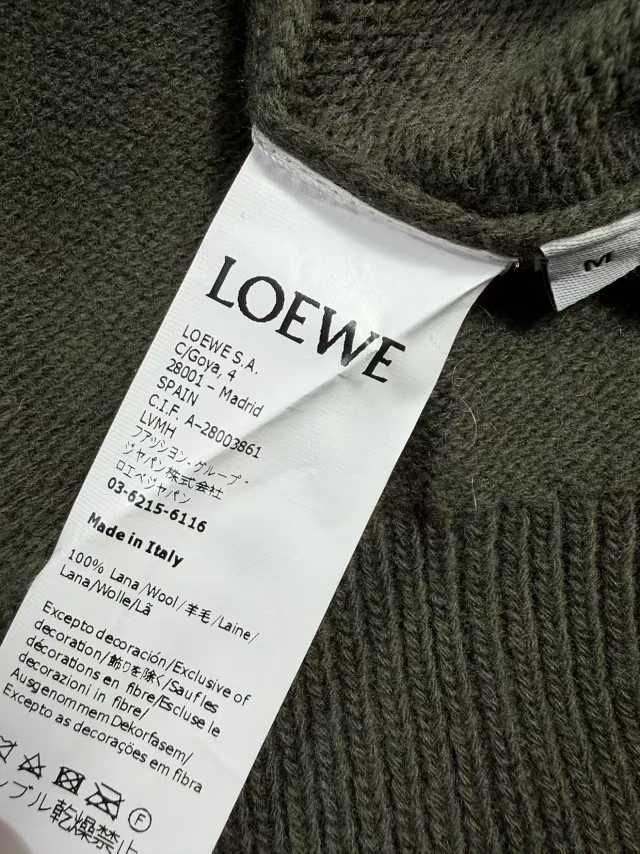 LOEWE
LOEWE S.A.
C/Goya, 4
28001 - Madrid
SPAIN
C.I.F. A-28003861
LVMH
ファッション・グループ・
ジャパン株式会社
ロエベジャパン
03-6215-6116
Made in Italy
100% Lana/Wool/羊毛/Laine/
Lana/Wolle/Lã
Excepto decoración/Exclusive of
decoration/飾りを除く/Sauf les
décorations en fibre/Escluse le
decorazioni in fibra/
Ausgenommem Dekorfasem/
Excepto as decorações em fibra
F
ンブル乾燥禁止
M